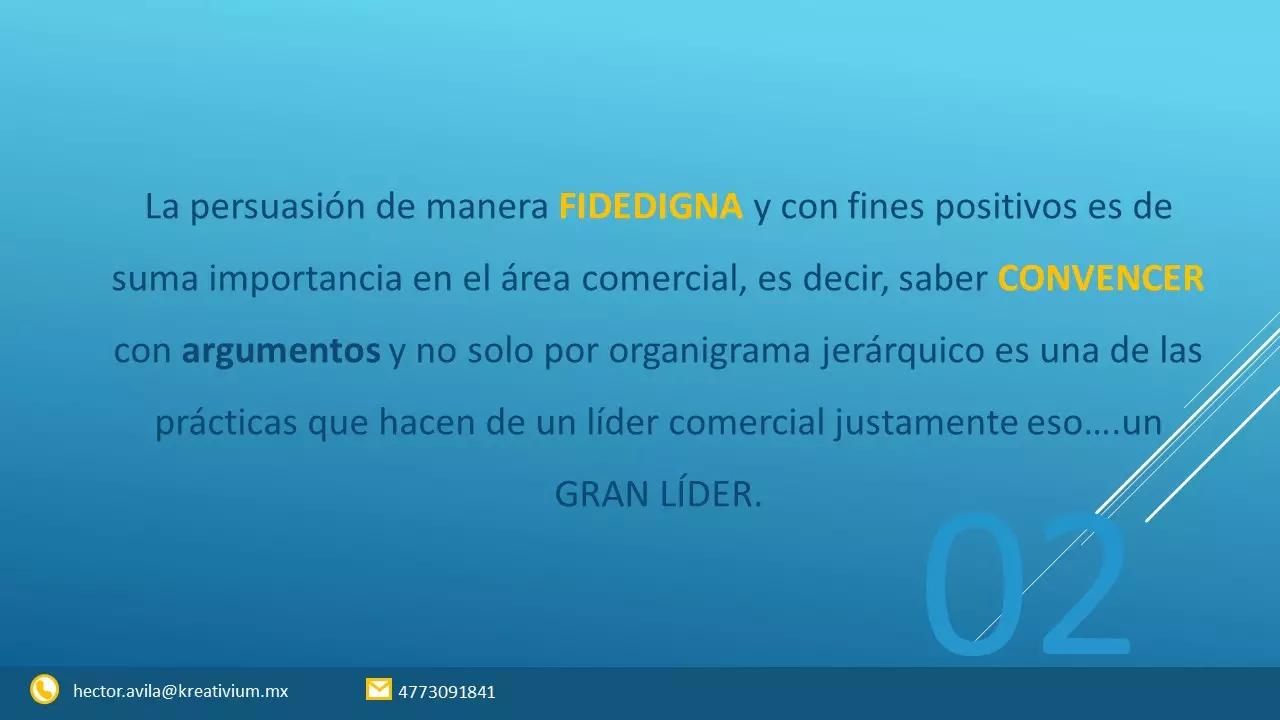 La persuasión de manera FIDEDIGNA y con fines positivos es de
suma importancia en el área comercial, es decir, saber CONVENCER
con argumentos y no solo por organigrama jerárquico es una de las
prácticas que hacen de un líder comercial justamente eso….un
GRAN LÍDER.
02
hector.avila@kreativium.mx
4773091841